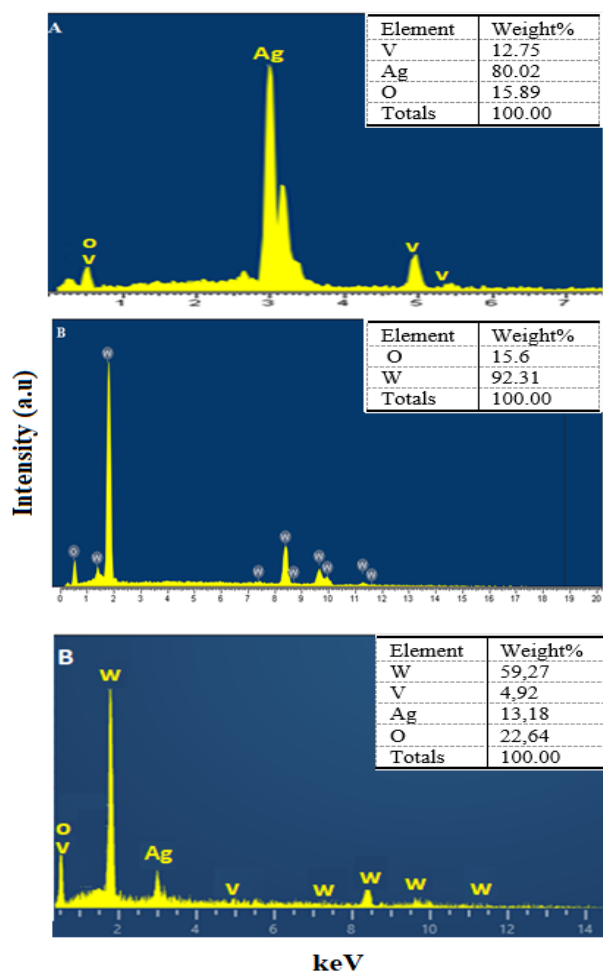 A
Element Weight%
V 12.75
Ag 80.02
O 15.89
Totals 100.00
Ag
O
V
V
V
1 3 4 5 6 7
B
Element Weight%
O 15.6
W 92.31
Totals 100.00
W
O
W
W
W
W
W
W
W
W
0 1 2 3 4 5 6 7 8 9 10 11 12 13 14 15 16 17 18 19 20
Intensity (a.u)
B
Element Weight%
W 59,27
V 4,92
Ag 13,18
O 22,64
Totals 100.00
W
O
V
Ag
V
W
W
W
W
2 4 6 8 10 12 14
keV